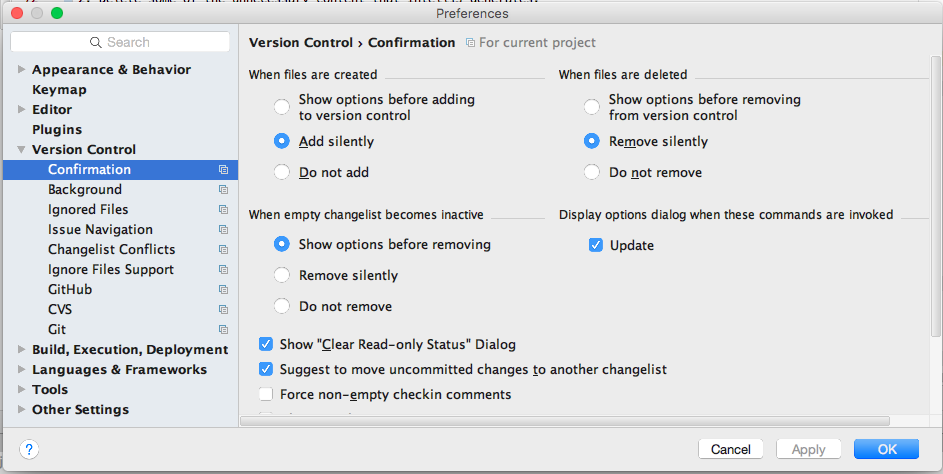 Preferences
Search
Appearance & Behavior
Keymap
Editor
Plugins
Version Control
Confirmation
Background
Ignored Files
Issue Navigation
Changelist Conflicts
Ignore Files Support
GitHub
CVS
Git
Build, Execution, Deployment
Languages & Frameworks
Tools
Other Settings
Version Control › Confirmation For current project
When files are created
Show options before adding
to version control
Add silently
Do not add
When files are deleted
Show options before removing
from version control
Remove silently
Do not remove
When empty changelist becomes inactive
Show options before removing
Remove silently
Do not remove
Display options dialog when these commands are invoked
Update
Show "Clear Read-only Status" Dialog
Suggest to move uncommitted changes to another changelist
Force non-empty checkin comments
?
Cancel
Apply
OK